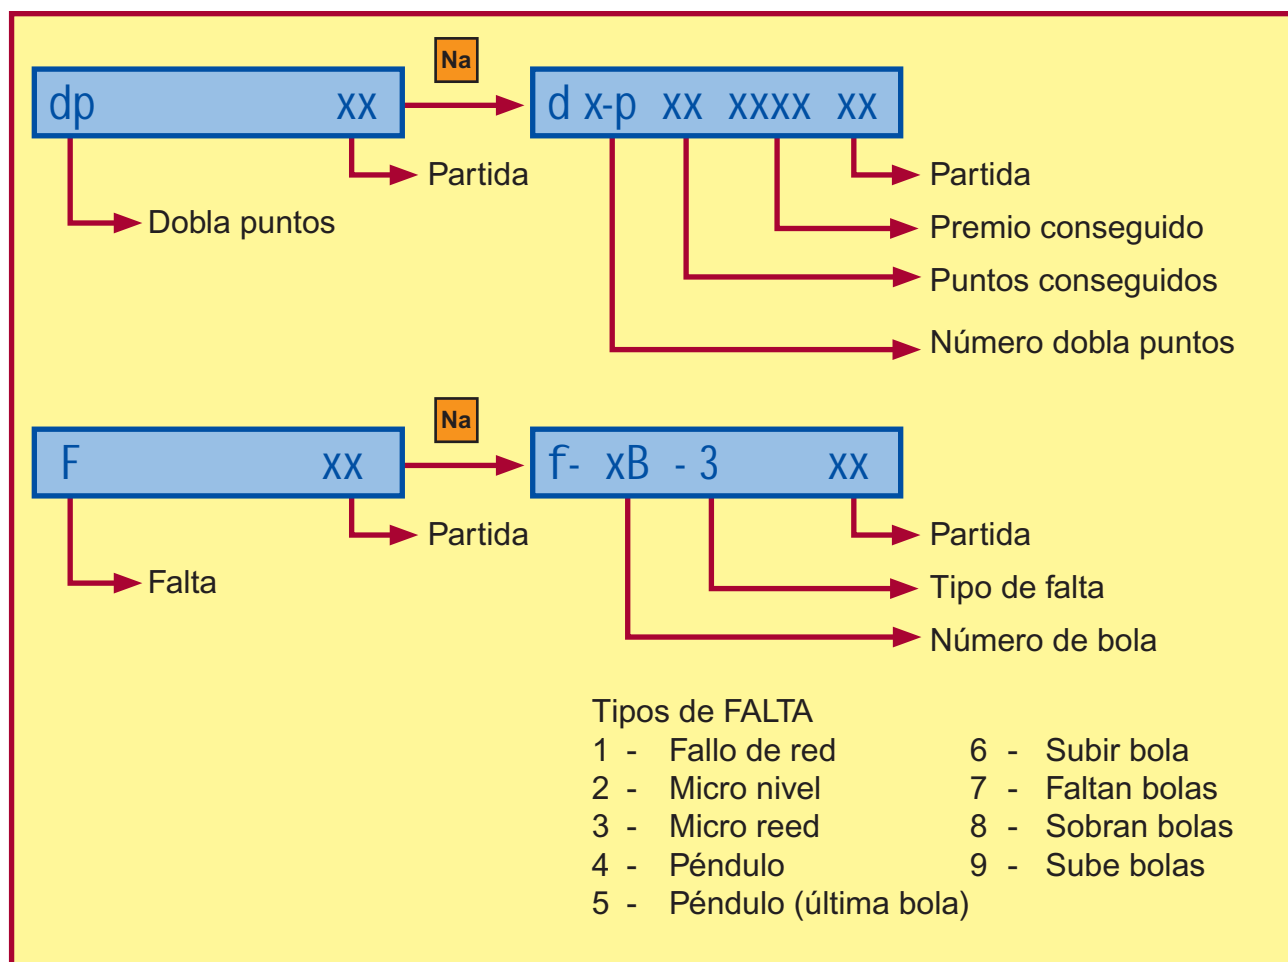 Na
dp xx
d x-p xx xxxx xx
Partida
Partida
Dobla puntos
Premio conseguido
Puntos conseguidos
Número dobla puntos
Na
F xx
f- xB - 3 xx
Partida
Partida
Falta
Tipo de falta
Número de bola
Tipos de FALTA
1 - Fallo de red
6 - Subir bola
2 - Micro nivel
7 - Faltan bolas
3 - Micro reed
8 - Sobran bolas
4 - Péndulo
9 - Sube bolas
5 - Péndulo (última bola)